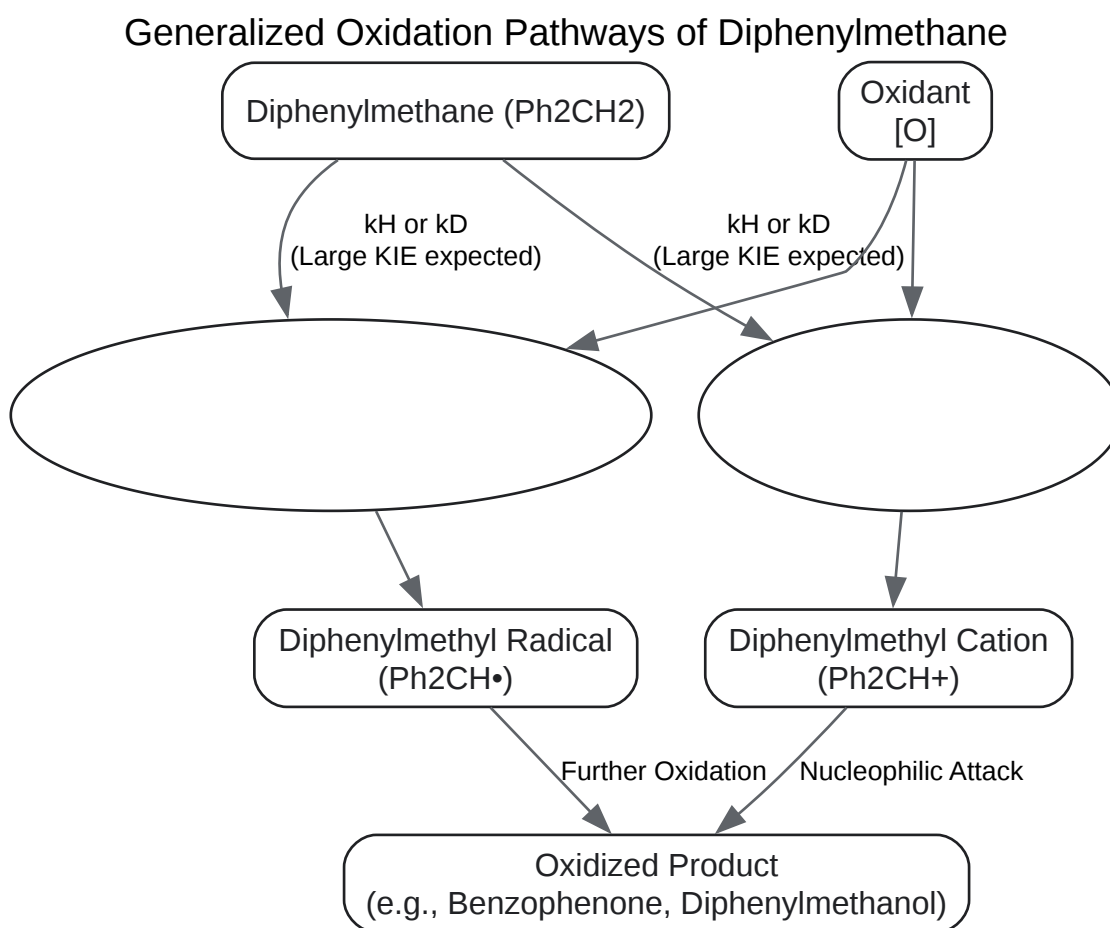 Generalized Oxidation Pathways of Diphenylmethane
Diphenylmethane (Ph2CH2)
Oxidant
[O]
kH or kD
(Large KIE expected)
kH or kD
(Large KIE expected)
Diphenylmethyl Radical
(Ph2CH•)
Diphenylmethyl Cation
(Ph2CH+)
Further Oxidation
Nucleophilic Attack
Oxidized Product
(e.g., Benzophenone, Diphenylmethanol)